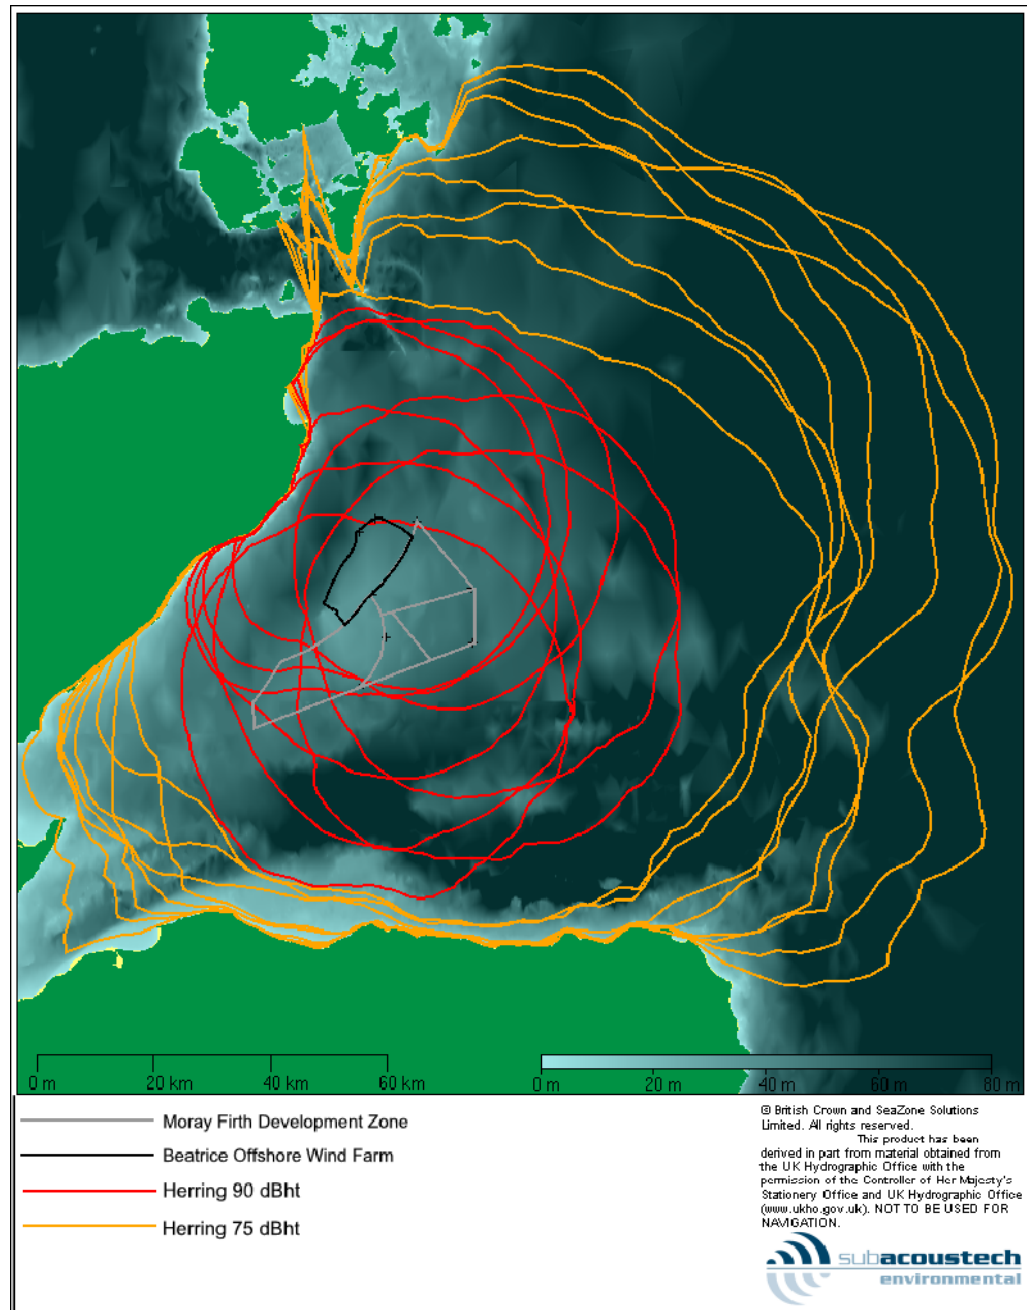 0 m 20 km 40 km 60 km
0 m 20 m 40 m 60 m 80 m
Moray Firth Development Zone
Beatrice Offshore Wind Farm
Herring 90 dBht
Herring 75 dBht
© British Crown and SeaZone Solutions
Limited. All rights reserved.
This product has been
derived in part from material obtained from
the UK Hydrographic Office with the
permission of the Controller of Her Majesty's
Stationery Office and UK Hydrographic Office
(www.ukho.gov.uk). NOT TO BE USED FOR
NAVIGATION.
subacoustech
environmental